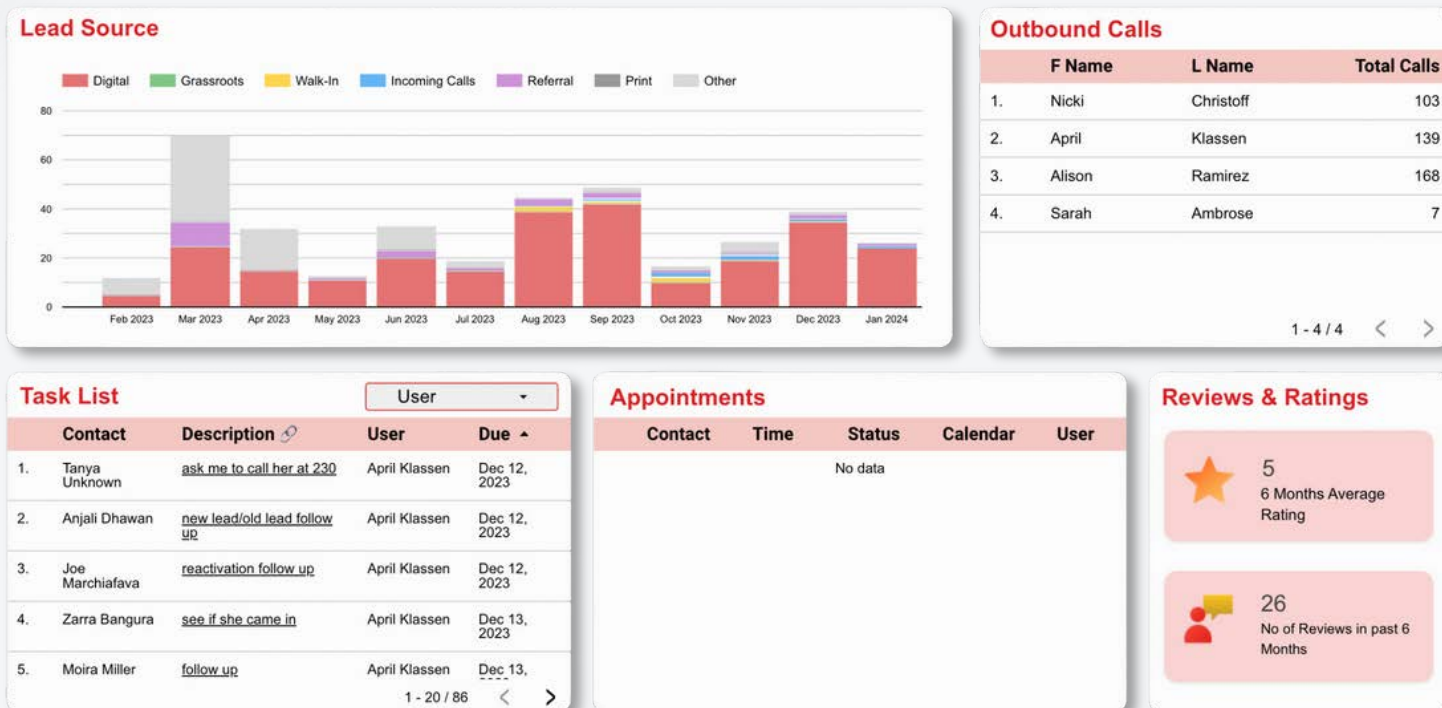 Lead Source
Digital Grassroots Walk-In Incoming Calls Referral Print Other
80
60
40
20
0
Feb 2023 Mar 2023 Apr 2023 May 2023 Jun 2023 Jul 2023 Aug 2023 Sep 2023 Oct 2023 Nov 2023 Dec 2023 Jan 2024
Outbound Calls
F Name L Name Total Calls
1. Nicki Christoff 103
2. April Klassen 139
3. Alison Ramirez 168
4. Sarah Ambrose 7
1 - 4 / 4
Task List
User
Contact Description User Due
1. Tanya Unknown ask me to call her at 230 April Klassen Dec 12, 2023
2. Anjali Dhawan new lead/old lead follow up April Klassen Dec 12, 2023
3. Joe Marchiafava reactivation follow up April Klassen Dec 12, 2023
4. Zarra Bangura see if she came in April Klassen Dec 13, 2023
5. Moira Miller follow up April Klassen Dec 13,
1 - 20 / 86
Appointments
Contact Time Status Calendar User
No data
Reviews & Ratings
5
6 Months Average
Rating
26
No of Reviews in past 6
Months